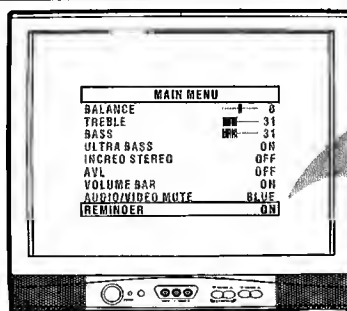 MAIN MENU
BALANCE 0
TREBLE 31
BASS 31
ULTRA BASS ON
INCREO STEREO OFF
AVL OFF
VOLUME BAR ON
AUDIO/VIDEO MUTE BLUE
REMINDER ON